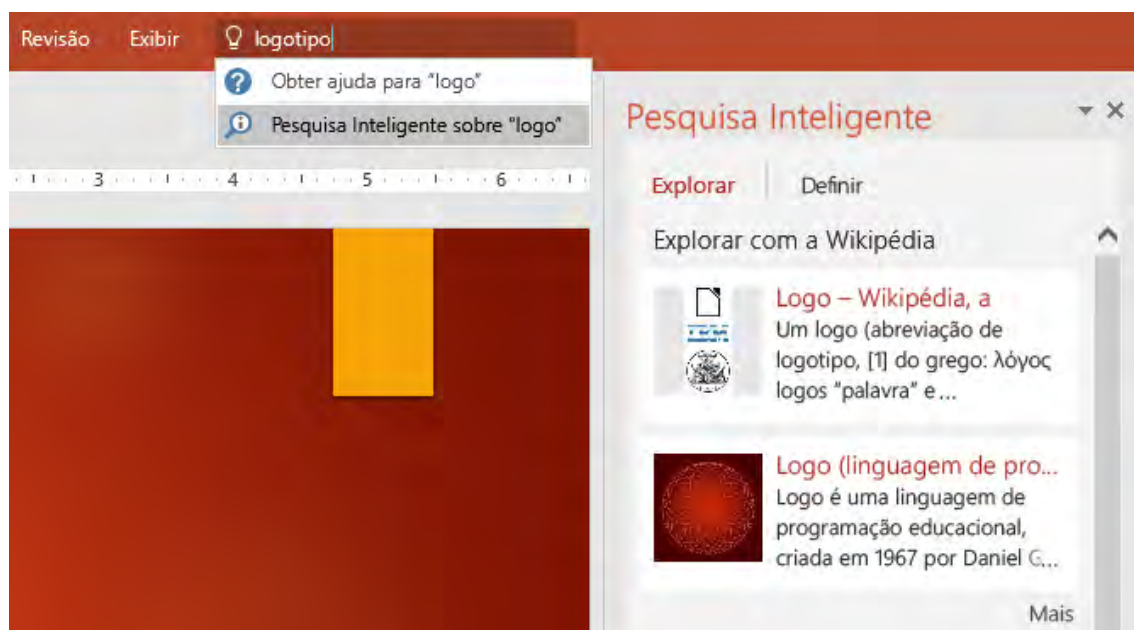 Revisão Exibir logotipo
Obter ajuda para "logo"
Pesquisa Inteligente sobre "logo"
3 4 5 6
Pesquisa Inteligente
Explorar Definir
Explorar com a Wikipédia
Logo – Wikipédia, a
Um logo (abreviação de
logotipo, [1] do grego: λόγος
logos "palavra" e ...
IBM
Logo (linguagem de pro...
Logo é uma linguagem de
programação educacional,
criada em 1967 por Daniel G...
Mais